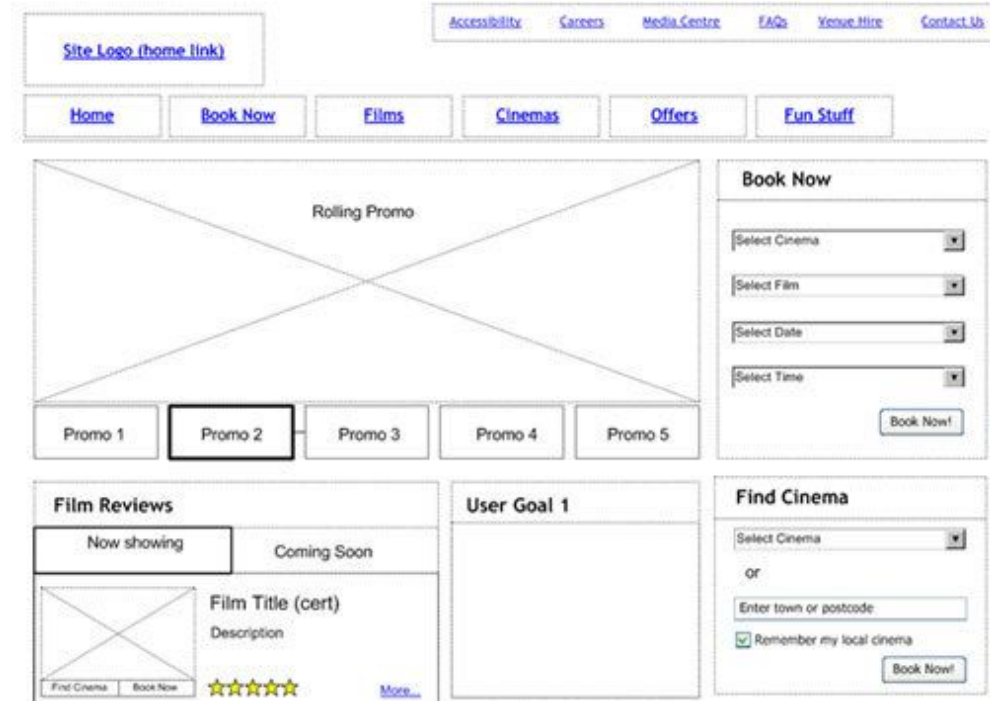 Accessibility Careers Media Centre FAQs Venue Hire Contact Us
Site Logo (home link)
Home Book Now Films Cinemas Offers Fun Stuff
Rolling Promo
Promo 1 Promo 2 Promo 3 Promo 4 Promo 5
Book Now
Select Cinema
Select Film
Select Date
Select Time
Book Now!
Film Reviews
Now showing Coming Soon
Film Title (cert)
Description
Find Cinema Book Now
More...
User Goal 1
Find Cinema
Select Cinema
or
Enter town or postcode
Remember my local cinema
Book Now!